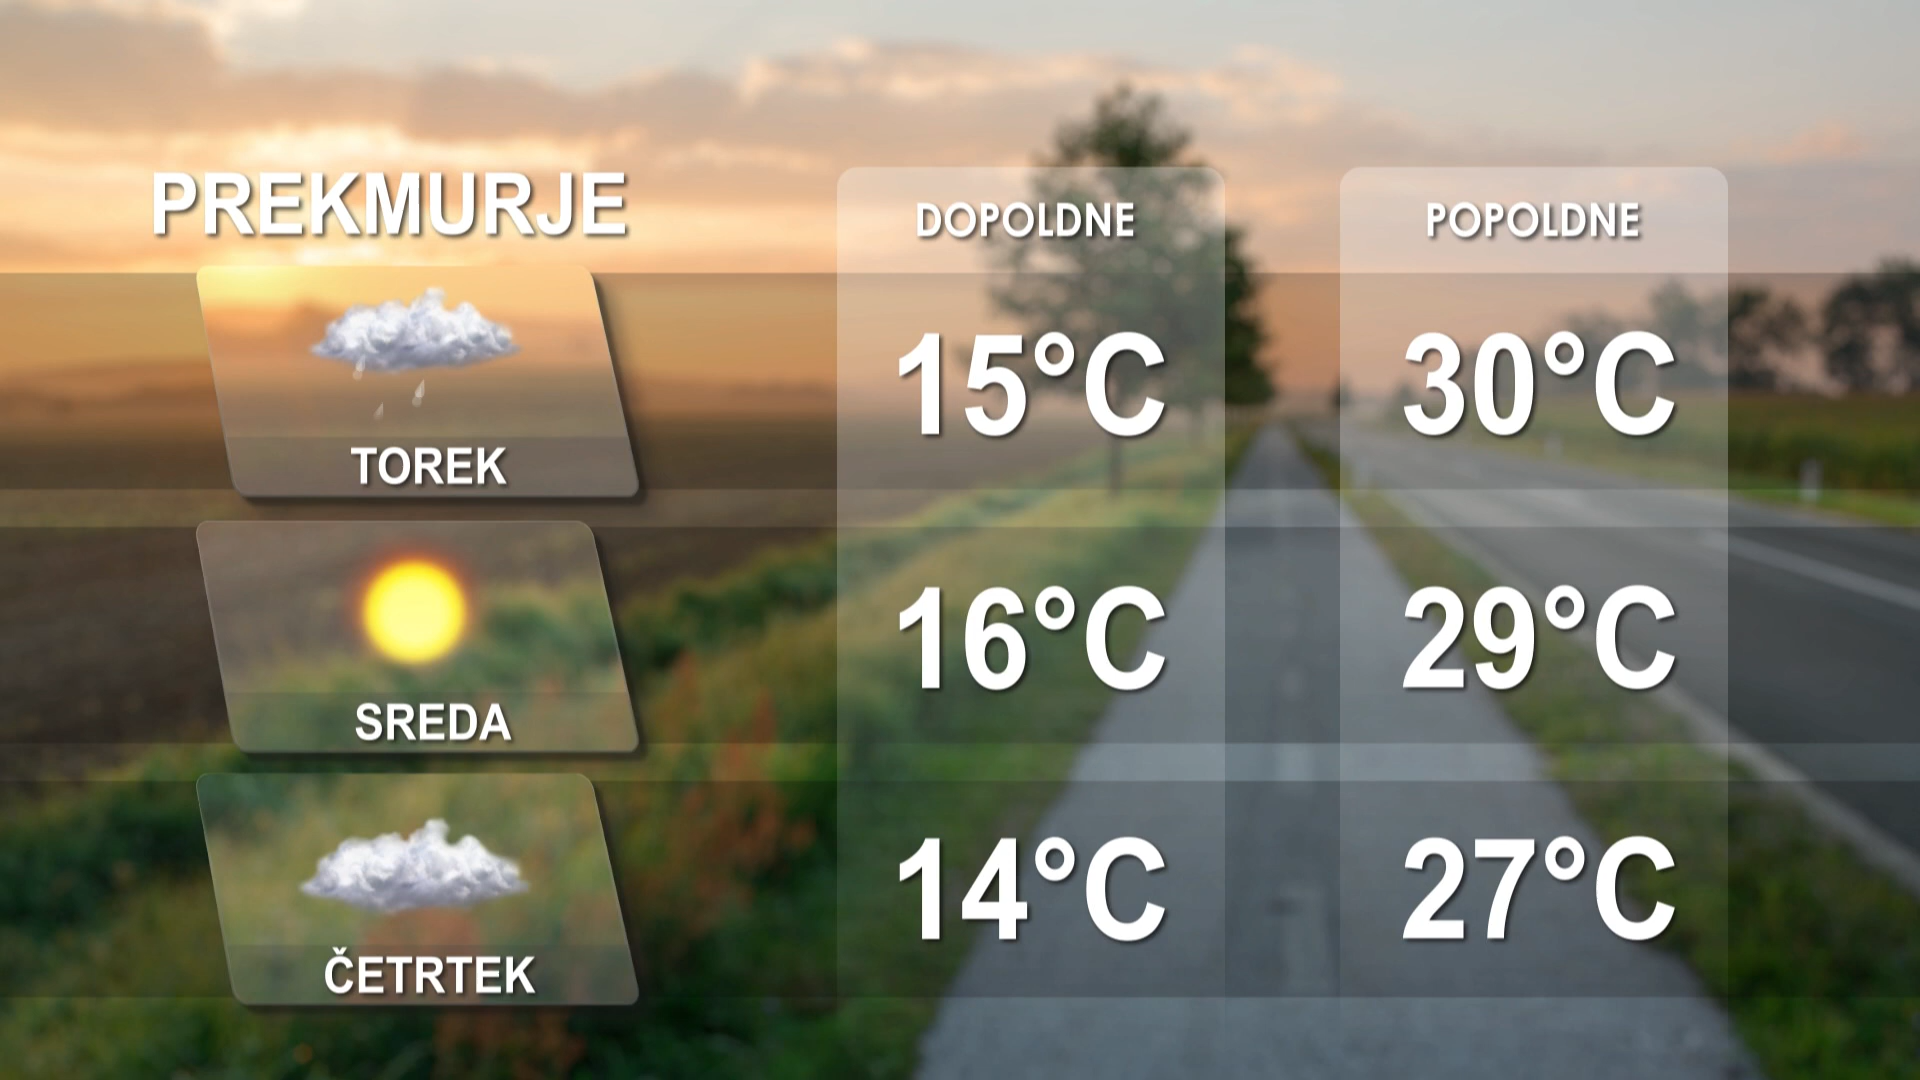 PREKMURJE
DOPOLDNE POPOLDNE
15°C 30°C
TOREK
16°C 29°C
SREDA
14°C 27°C
ČETRTEK